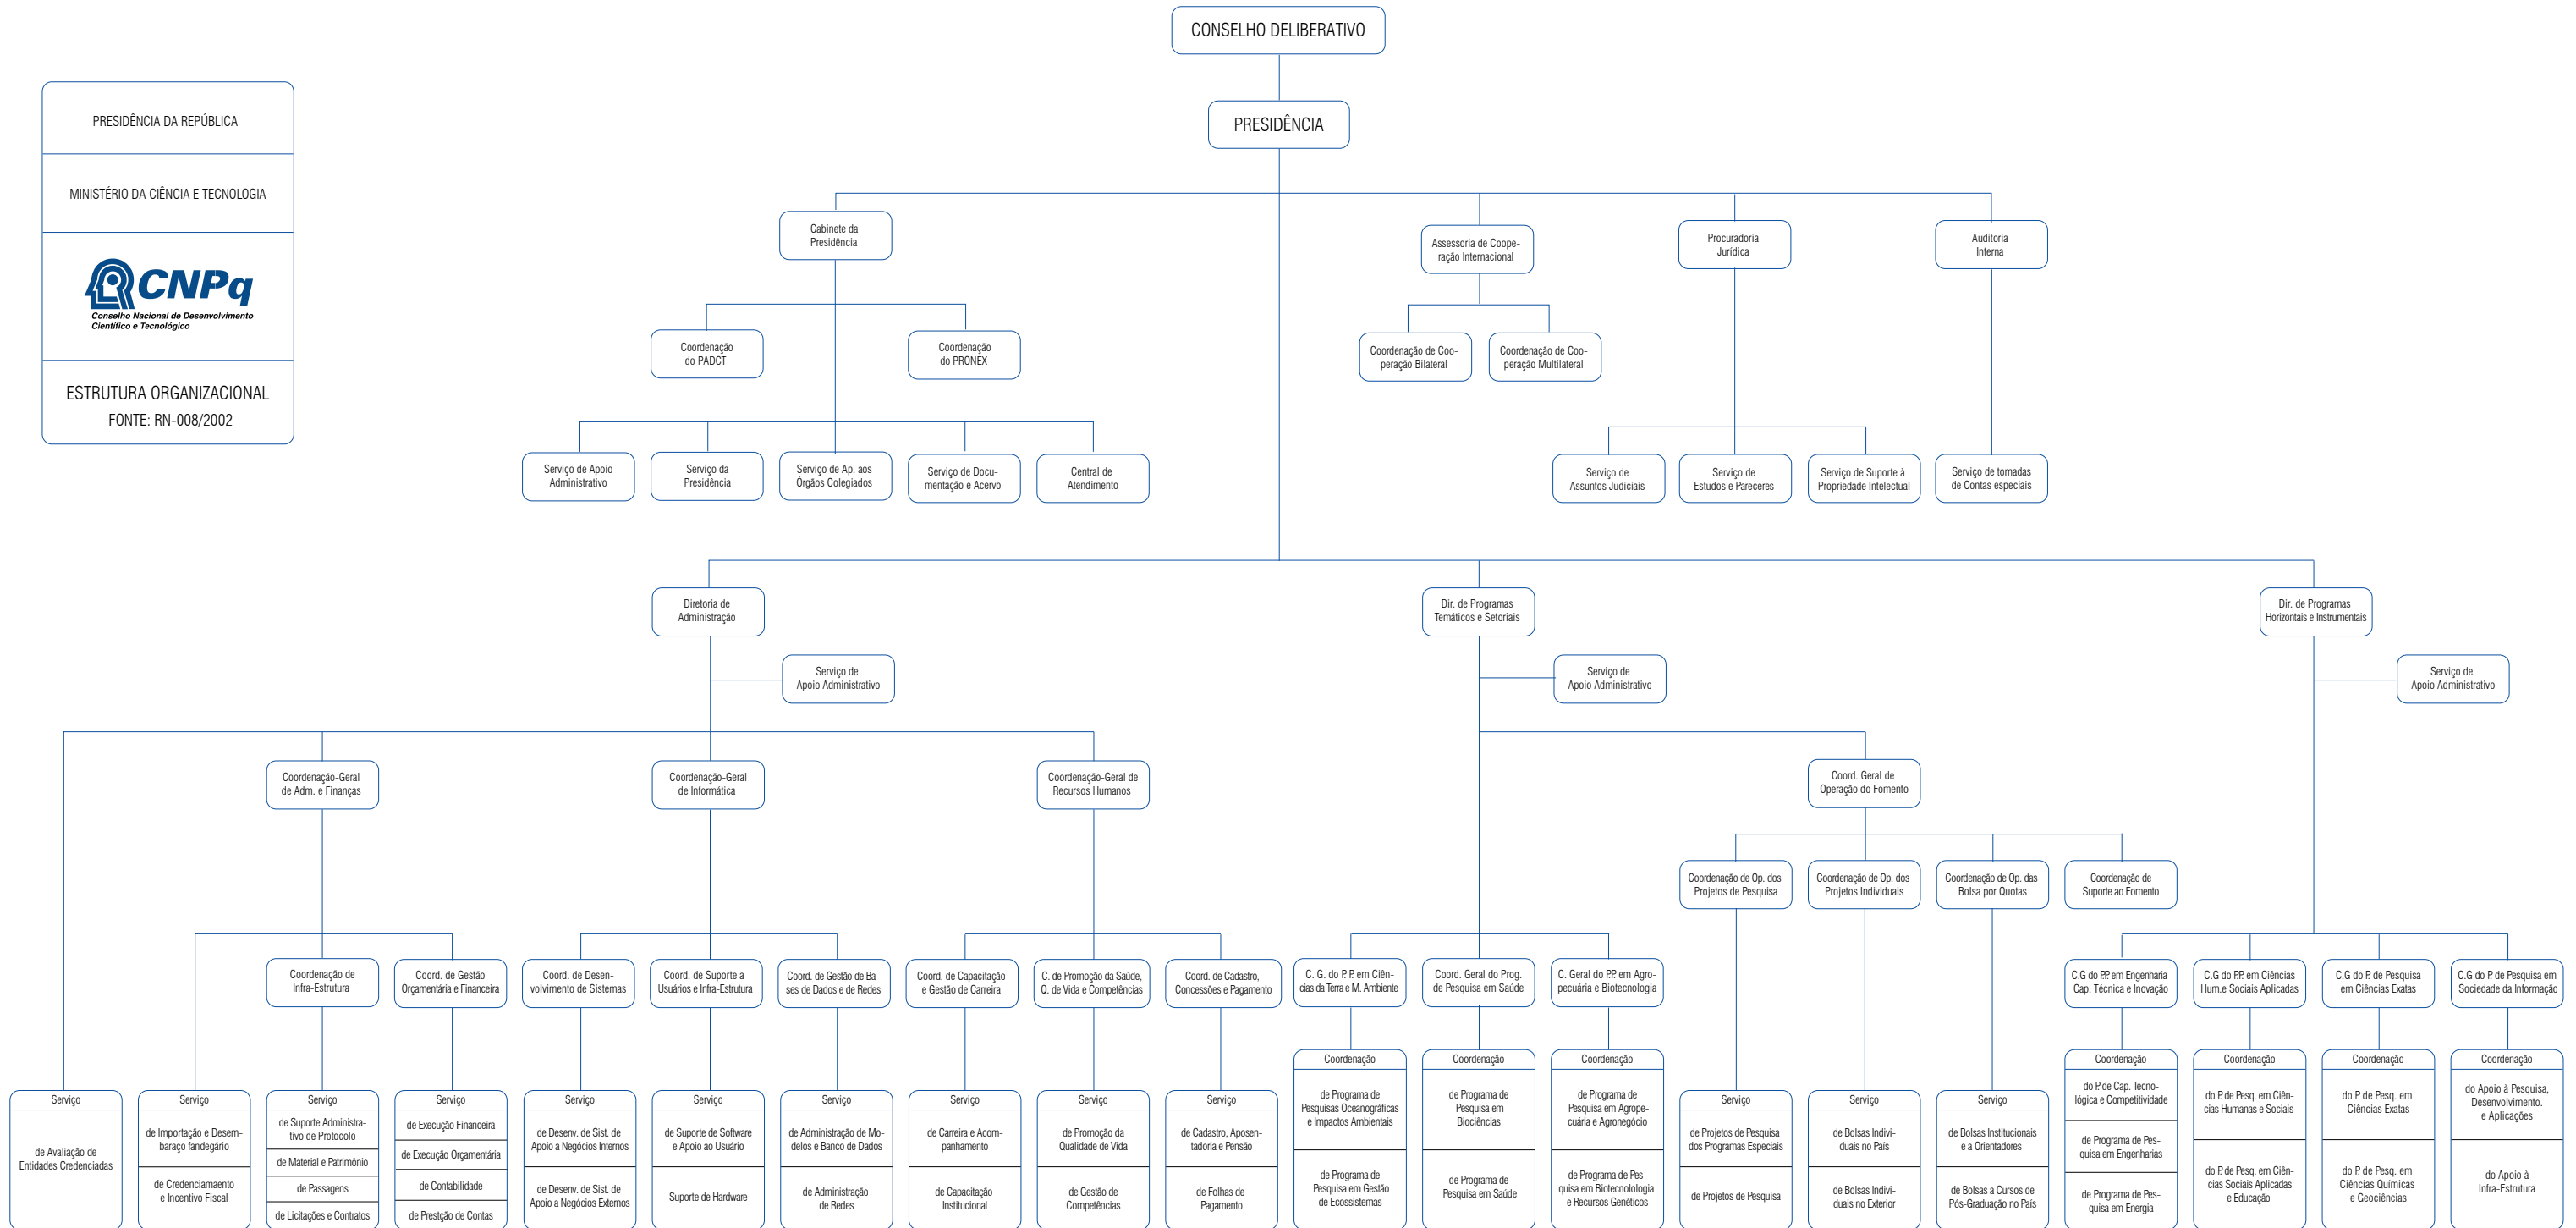 CONSELHO DELIBERATIVO
PRESIDÊNCIA
PRESIDÊNCIA DA REPÚBLICA
MINISTÉRIO DA CIÊNCIA E TECNOLOGIA
CNPq
Conselho Nacional de Desenvolvimento
Científico e Tecnológico
ESTRUTURA ORGANIZACIONAL
FONTE: RN-008/2002
Gabinete da
Presidência
Assessoria de Coope-
ração Internacional
Procuradoria
Jurídica
Auditoria
Interna
Coordenação
do PADCT
Coordenação
do PRONEX
Coordenação de Coo-
peração Bilateral
Coordenação de Coo-
peração Multilateral
Serviço de Apoio
Administrativo
Serviço da
Presidência
Serviço de Ap. aos
Órgãos Colegiados
Serviço de Docu-
mentação e Acervo
Central de
Atendimento
Serviço de
Assuntos Judiciais
Serviço de
Estudos e Pareceres
Serviço de Suporte à
Propriedade Intelectual
Serviço de tomadas
de Contas especiais
Diretoria de
Administração
Dir. de Programas
Temáticos e Setoriais
Dir. de Programas
Horizontais e Instrumentais
Serviço de
Apoio Administrativo
Serviço de
Apoio Administrativo
Serviço de
Apoio Administrativo
Coordenação-Geral
de Adm. e Finanças
Coordenação-Geral
de Informática
Coordenação-Geral de
Recursos Humanos
Coord. Geral de
Operação do Fomento
Coordenação de Op. dos
Projetos de Pesquisa
Coordenação de Op. dos
Projetos Individuais
Coordenação de Op. das
Bolsa por Quotas
Coordenação de
Suporte ao Fomento
Coordenação de
Infra-Estrutura
Coord. de Gestão
Orçamentária e Financeira
Coord. de Desen-
volvimento de Sistemas
Coord. de Suporte a
Usuários e Infra-Estrutura
Coord. de Gestão de Ba-
ses de Dados e de Redes
Coord. de Capacitação
e Gestão de Carreira
C. de Promoção da Saúde,
Q. de Vida e Competências
Coord. de Cadastro,
Concessões e Pagamento
C. G. do P. P. em Ciên-
cias da Terra e M. Ambiente
Coord. Geral do Prog.
de Pesquisa em Saúde
C. Geral do P.P. em Agro-
pecuária e Biotecnologia
C.G do P.P. em Engenharia
Cap. Técnica e Inovação
C.G do P.P. em Ciências
Hum.e Sociais Aplicadas
C.G do P. de Pesquisa
em Ciências Exatas
C.G do P. de Pesquisa em
Sociedade da Informação
Serviço
de Avaliação de
Entidades Credenciadas
Serviço
de Importação e Desem-
baraço fandegário
de Credenciamaento
e Incentivo Fiscal
Serviço
de Suporte Administra-
tivo de Protocolo
de Material e Patrimônio
de Passagens
de Licitações e Contratos
Serviço
de Execução Financeira
de Execução Orçamentária
de Contabilidade
de Prestção de Contas
Serviço
de Desenv. de Sist. de
Apoio a Negócios Internos
de Desenv. de Sist. de
Apoio a Negócios Externos
Serviço
de Suporte de Software
e Apoio ao Usuário
Suporte de Hardware
Serviço
de Administração de Mo-
delos e Banco de Dados
de Administração
de Redes
Serviço
de Carreira e Acom-
panhamento
de Capacitação
Institucional
Serviço
de Promoção da
Qualidade de Vida
de Gestão de
Competências
Serviço
de Cadastro, Aposen-
tadoria e Pensão
de Folhas de
Pagamento
Coordenação
de Programa de
Pesquisas Oceanográficas
e Impactos Ambientais
de Programa de
Pesquisa em Gestão
de Ecossistemas
Coordenação
de Programa de
Pesquisa em
Biociências
de Programa de
Pesquisa em Saúde
Coordenação
de Programa de
Pesquisa em Agrope-
cuária e Agronegócio
de Programa de Pes-
quisa em Biotecnolologia
e Recursos Genéticos
Serviço
de Projetos de Pesquisa
dos Programas Especiais
de Projetos de Pesquisa
Serviço
de Bolsas Indivi-
duais no País
de Bolsas Indivi-
duais no Exterior
Serviço
de Bolsas Institucionais
e a Orientadores
de Bolsas a Cursos de
Pós-Graduação no País
Coordenação
do P. de Cap. Tecno-
lógica e Competitividade
de Programa de Pes-
quisa em Engenharias
de Programa de Pes-
quisa em Energia
Coordenação
do P. de Pesq. em Ciên-
cias Humanas e Sociais
do P. de Pesq. em Ciên-
cias Sociais Aplicadas
e Educação
Coordenação
do P. de Pesq. em
Ciências Exatas
do P. de Pesq. em
Ciências Químicas
e Geociências
Coordenação
do Apoio à Pesquisa,
Desenvolvimento.
e Aplicações
do Apoio à
Infra-Estrutura